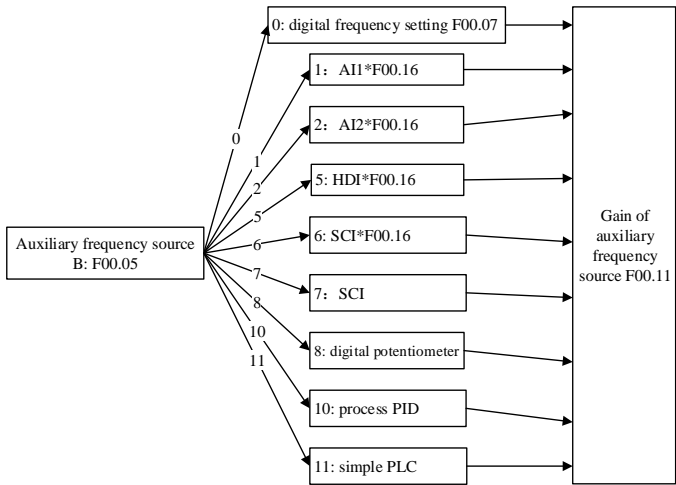 0: digital frequency setting F00.07
1：AI1*F00.16
0
2：AI2*F00.16
1
2
5: HDI*F00.16
5
Auxiliary frequency source
B: F00.05
6: SCI*F00.16
6
Gain of
auxiliary
frequency
source F00.11
7
7：SCI
8
8: digital potentiometer
10
11
10: process PID
11: simple PLC